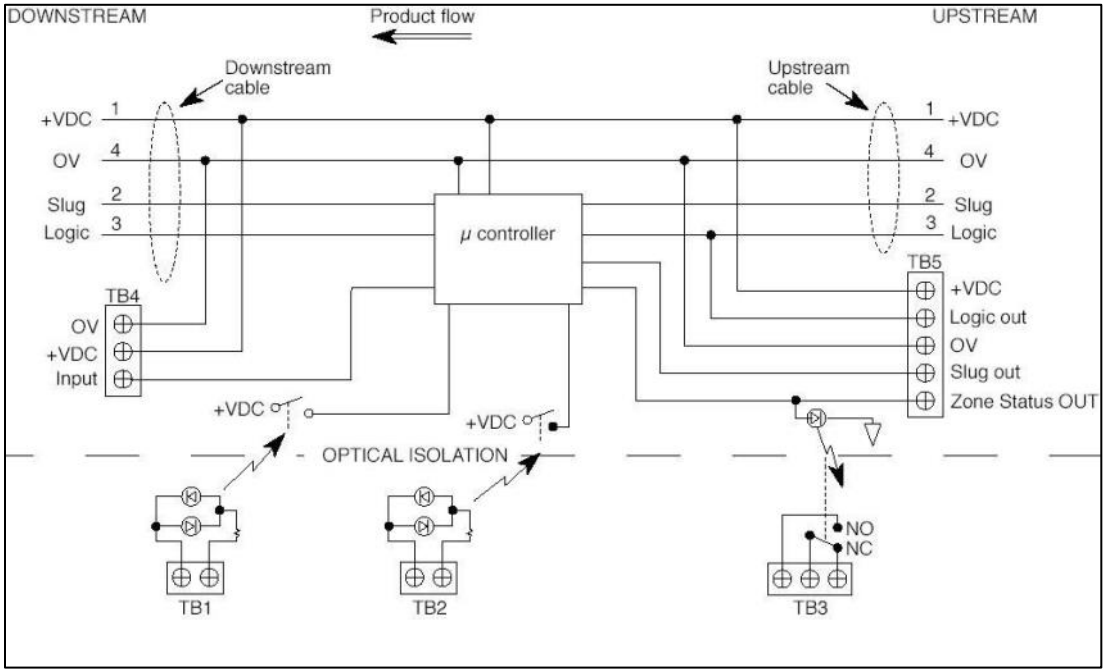 DOWNSTREAM
Product flow
UPSTREAM
Downstream
cable
Upstream
cable
+VDC 1
1 +VDC
OV 4
4 OV
Slug 2
2 Slug
Logic 3
3 Logic
μ controller
TB4
OV
+VDC
Input
TB5
+VDC
Logic out
OV
Slug out
Zone Status OUT
+VDC
+VDC
OPTICAL ISOLATION
NO
NC
TB1
TB2
TB3